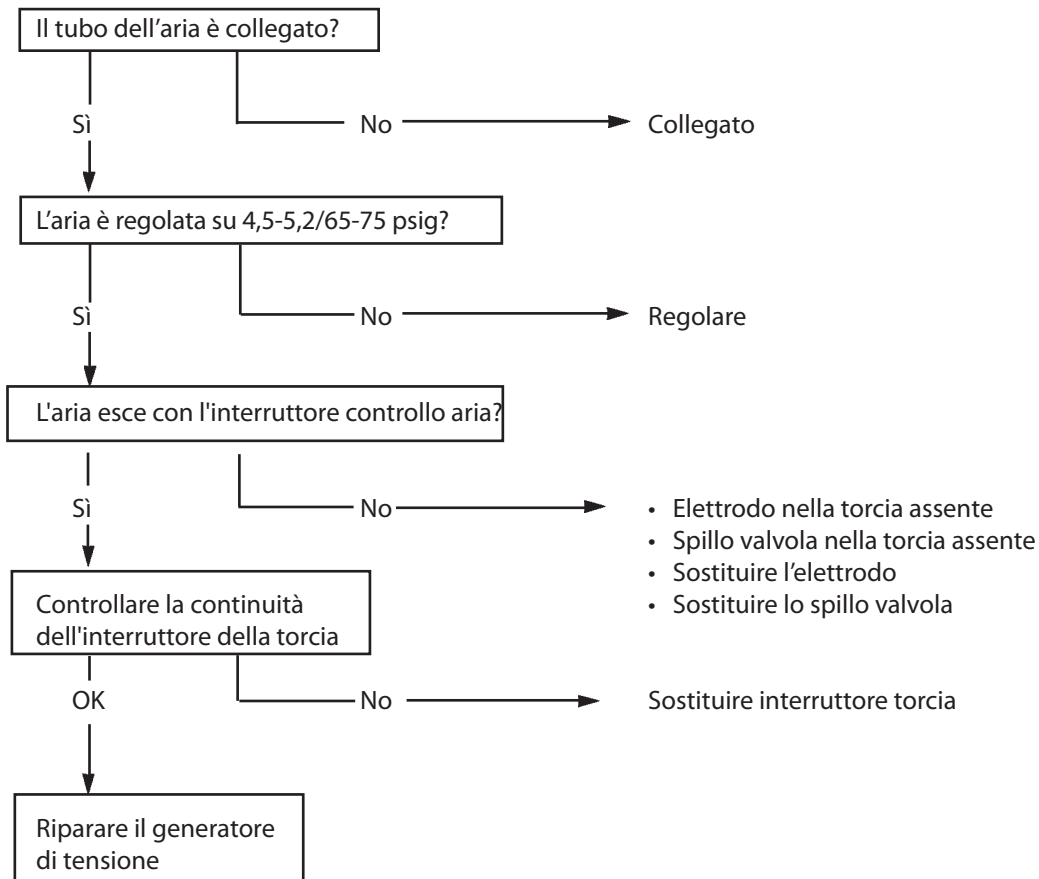 Il tubo dell’aria è collegato?
Sì
No
Collegato
L’aria è regolata su 4,5-5,2/65-75 psig?
Sì
No
Regolare
L'aria esce con l'interruttore controllo aria?
Sì
No
• Elettrodo nella torcia assente
• Spillo valvola nella torcia assente
• Sostituire l’elettrodo
• Sostituire lo spillo valvola
Controllare la continuità
dell'interruttore della torcia
OK
No
Sostituire interruttore torcia
Riparare il generatore
di tensione